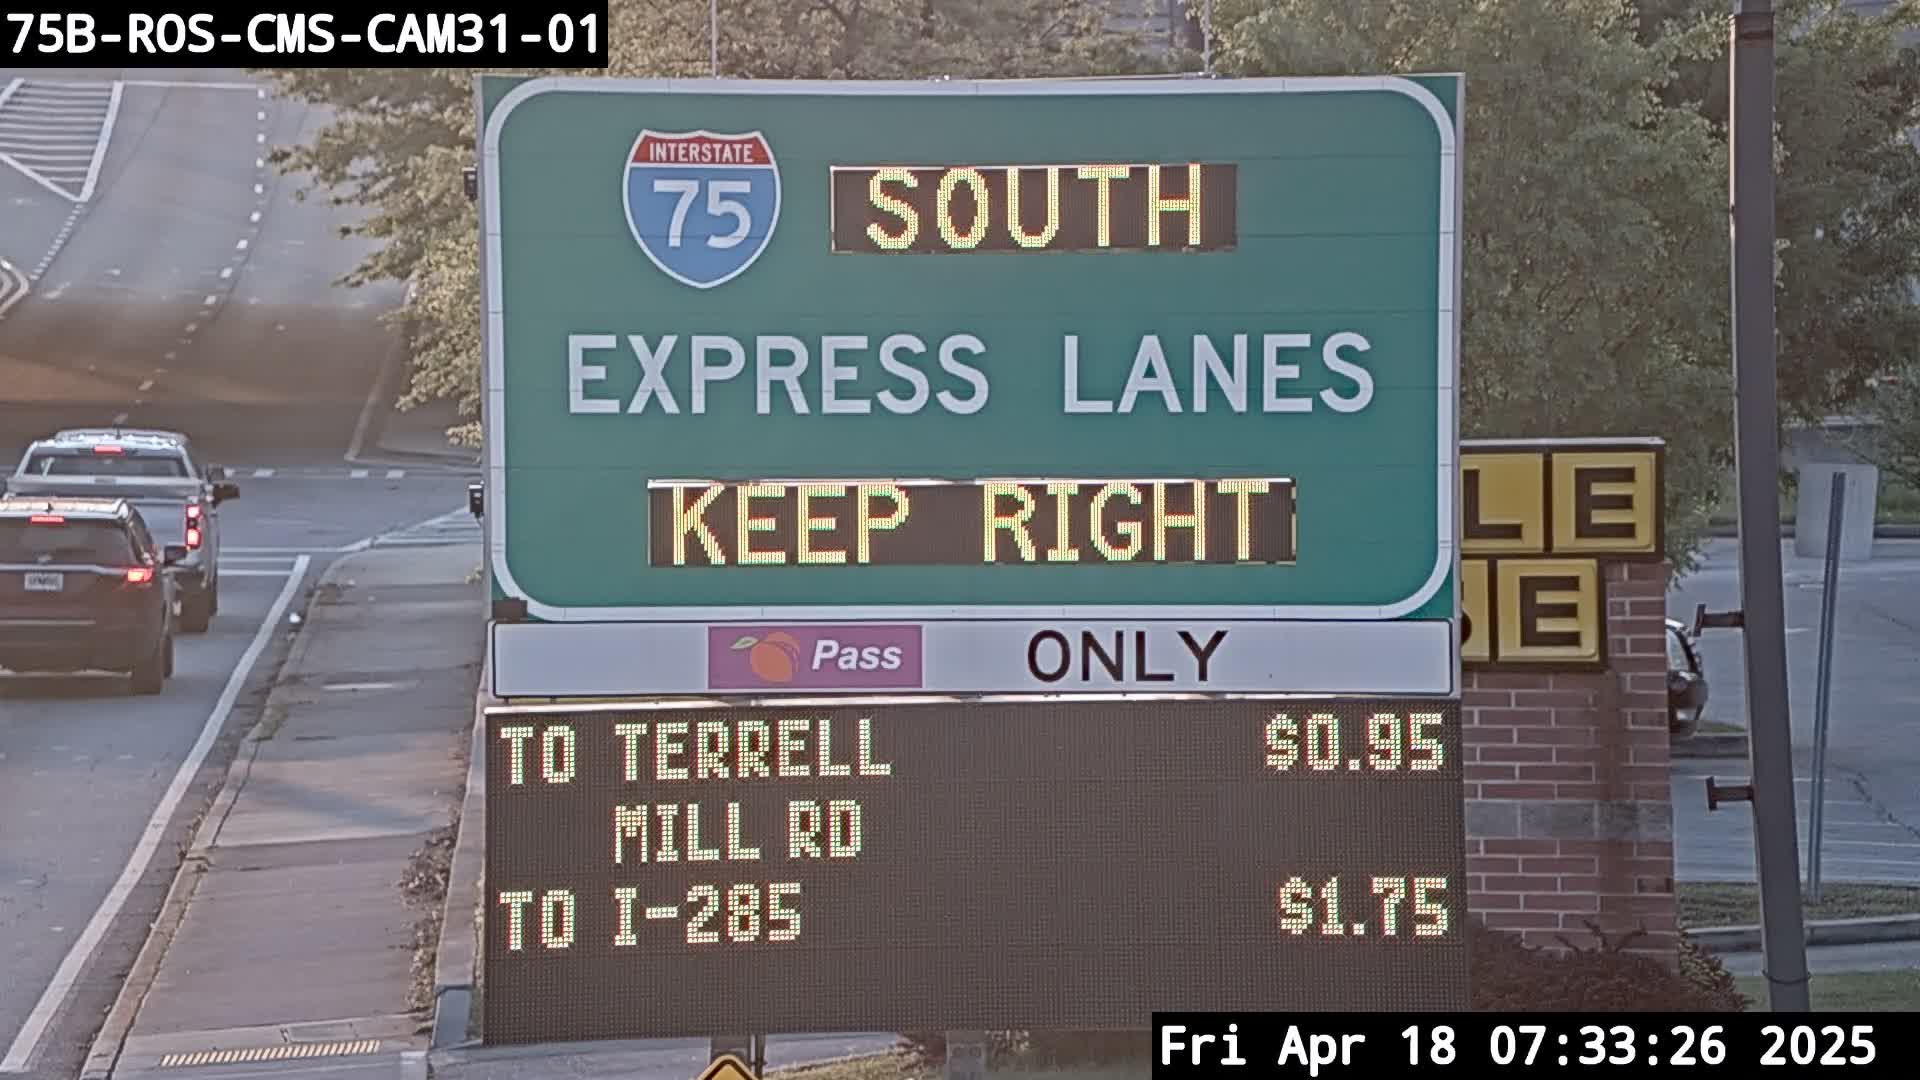 75B-ROS-CMS-CAM31-01
INTERSTATE
75
SOUTH
EXPRESS LANES
KEEP RIGHT
Pass ONLY
TO TERRELL $0.95
MILL RD
TO I-285 $1.75
LE
E
Fri Apr 18 07:33:26 2025